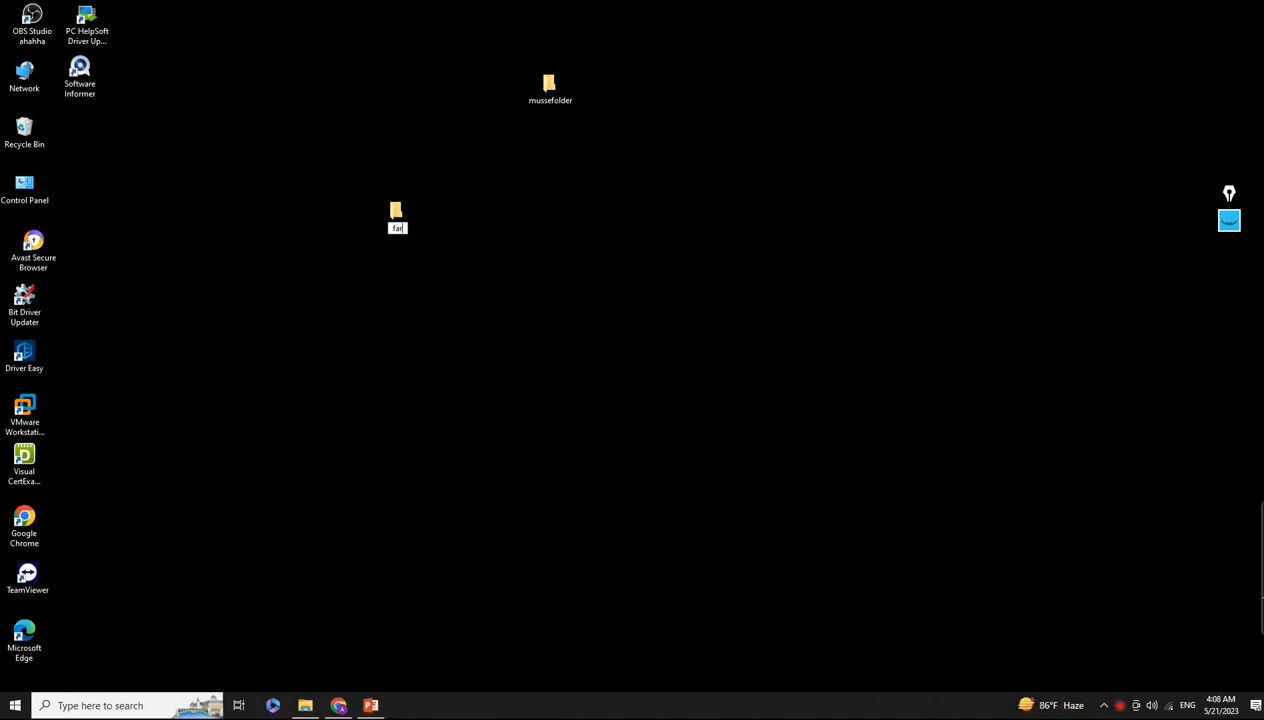 OBS Studio
ahahha
PC HelpSoft
Driver Up...
Network
Software
Informer
mussefolder
Recycle Bin
Control Panel
far
Avast Secure
Browser
Bit Driver
Updater
Driver Easy
VMware
Workstati...
Visual
CertExa...
Google
Chrome
TeamViewer
Microsoft
Edge
Type here to search
86°F Haze
ENG
4:08 AM
5/21/2023